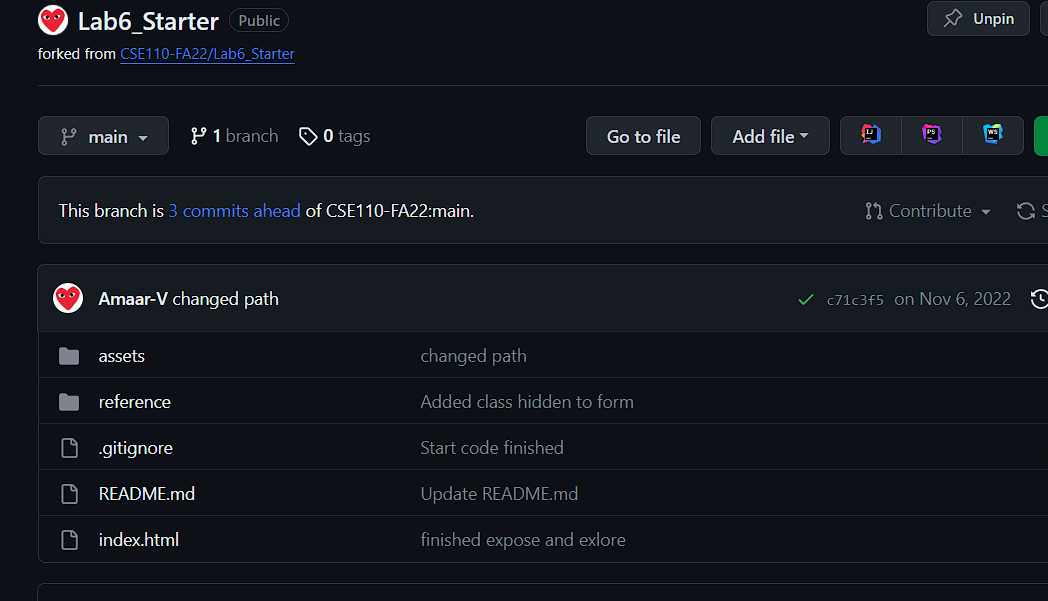 Lab6_Starter Public Unpin
forked from CSE110-FA22/Lab6_Starter
main 1 branch 0 tags Go to file Add file IJ PS WS
This branch is 3 commits ahead of CSE110-FA22:main. Contribute S
Amaar-V changed path c71c3f5 on Nov 6, 2022
assets changed path
reference Added class hidden to form
.gitignore Start code finished
README.md Update README.md
index.html finished expose and exlore